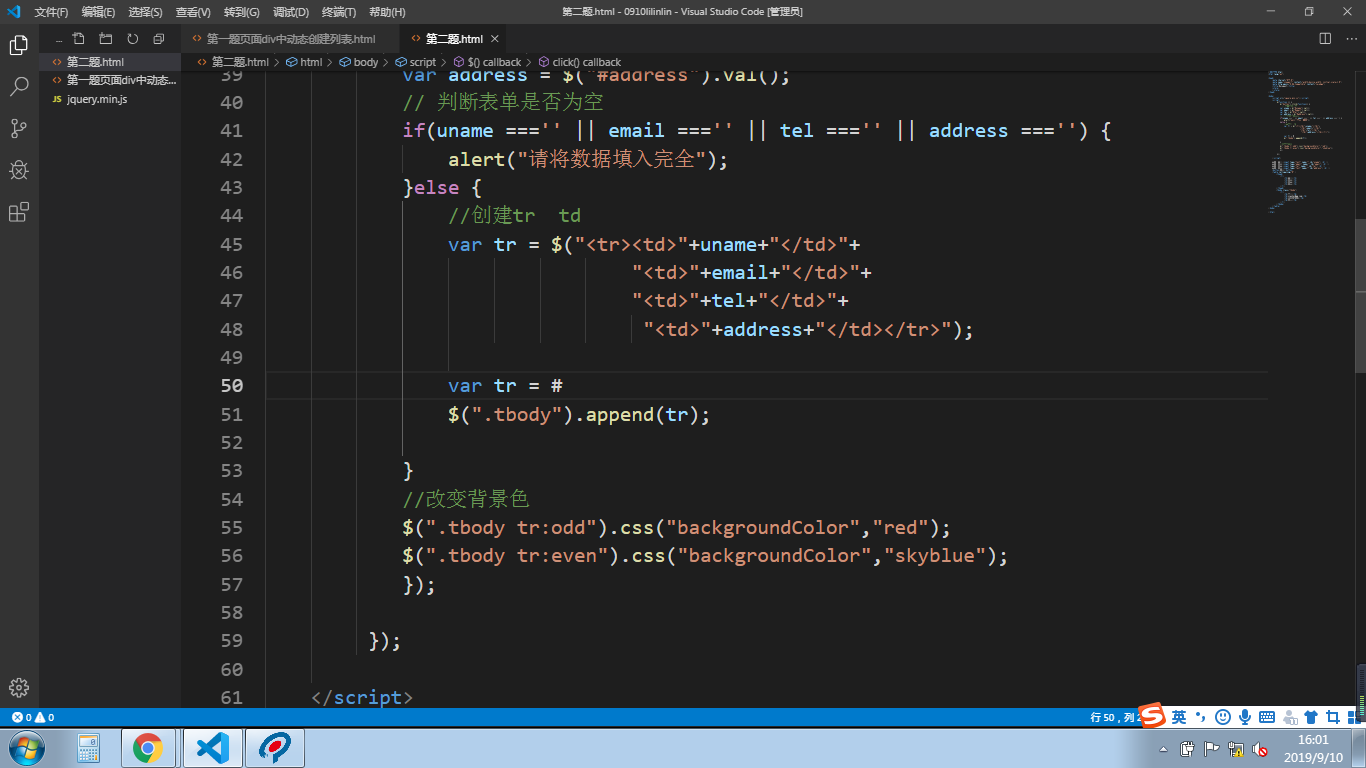 文件(F) 编辑(E) 选择(S) 查看(V) 转到(G) 调试(D) 终端(T) 帮助(H) 第二题.html - 0910lilinlin - Visual Studio Code [管理员]
... 第一题页面div中动态创建列表.html 第二题.html
第二题.html 第二题.html > html > body > script > $() callback > click() callback
第一题页面div中动态...
JS jquery.min.js
39 var address = $("#address").val();
40 // 判断表单是否为空
41 if(uname ==='' || email ==='' || tel ==='' || address ==='') {
42 alert("请将数据填入完全");
43 }else {
44 //创建tr  td
45 var tr = $("<tr><td>"+uname+"</td>"+
46 "<td>"+email+"</td>"+
47 "<td>"+tel+"</td>"+
48 "<td>"+address+"</td></tr>");
49
50 var tr = #
51 $(".tbody").append(tr);
52
53 }
54 //改变背景色
55 $(".tbody tr:odd").css("backgroundColor","red");
56 $(".tbody tr:even").css("backgroundColor","skyblue");
57 });
58
59 });
60
61 </script>
0 0 行 50，列 英
16:01
2019/9/10